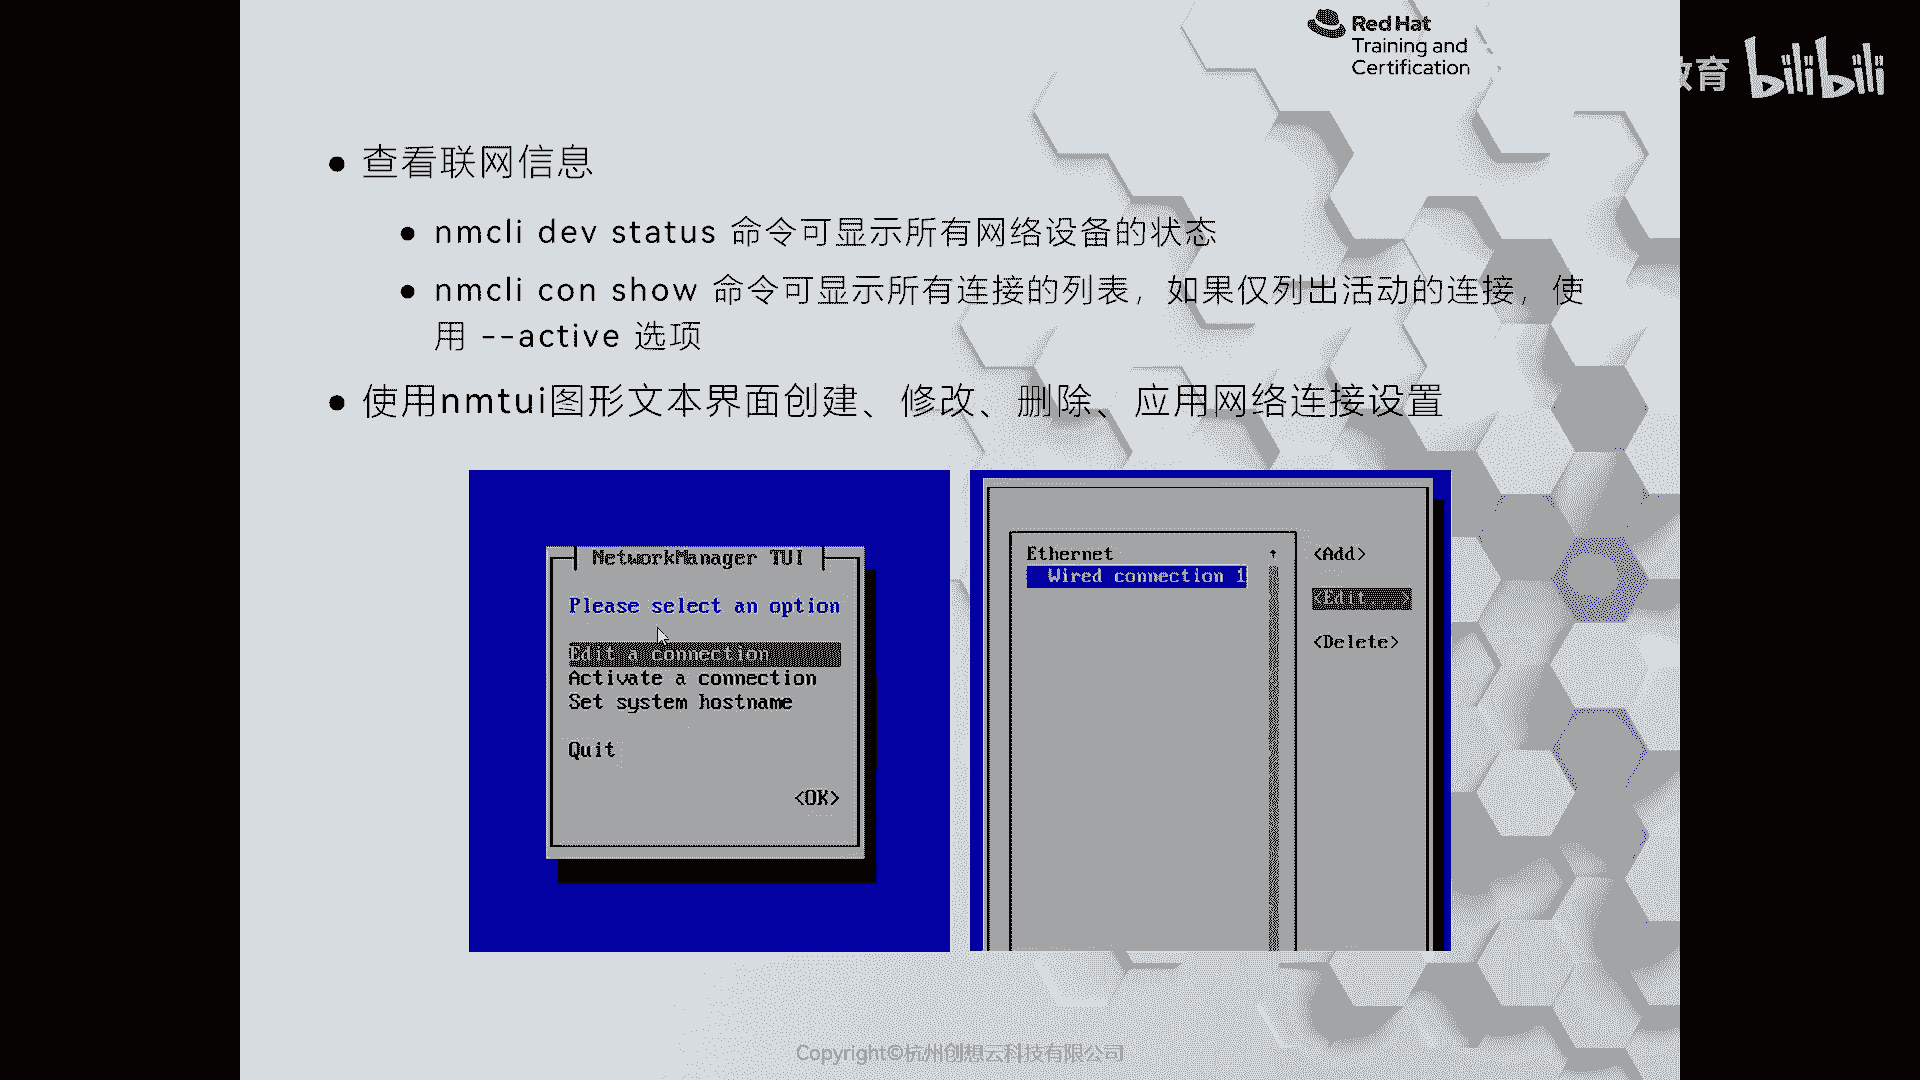 Red Hat
Training and
Certification
教育 bilibili
● 查看联网信息
● nmcli dev status 命令可显示所有网络设备的状态
● nmcli con show 命令可显示所有连接的列表，如果仅列出活动的连接，使
用 --active 选项
● 使用nmtui图形文本界面创建、修改、删除、应用网络连接设置
NetworkManager TUI
Please select an option
Edit a connection
Activate a connection
Set system hostname
Quit
<OK>
Ethernet ↑ <Add>
Wired connection 1
<Edit...>
<Delete>
Copyright©杭州创想云科技有限公司